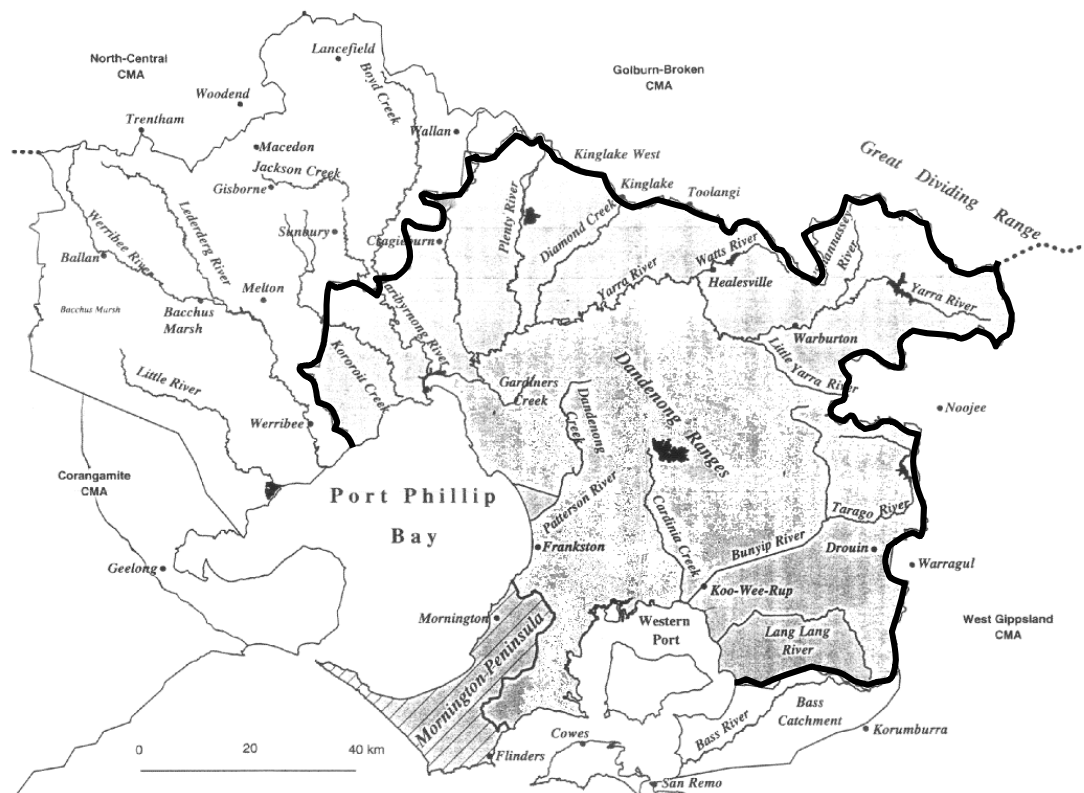 North-Central
CMA
Lancefield
Golburn-Broken
CMA
Woodend
Boyd Creek
Trentham
Wallan
Macedon
Kinglake West
Great Dividing Range
Jackson Creek
Gisborne
Kinglake
Toolangi
Lederderg River
Plenty River
Diamond Creek
Werribee River
Sunbury
Craigieburn
Watts River
River
Ballan
Yarra River
Healesville
Yarra River
Melton
Bacchus Marsh
Bacchus
Marsh
Maribyrnong River
Warburton
Kororoit Creek
Little Yarra River
Little River
Gardiners
Creek
Dandenong
Creek
Dandenong Ranges
Noojee
Werribee
Corangamite
CMA
Port Phillip
Bay
Patterson River
Cardinia Creek
Tarago River
Bunyip River
Frankston
Drouin
Geelong
Warragul
Koo-Wee-Rup
Mornington
Western
Port
West Gippsland
CMA
Lang Lang
River
Mornington Peninsula
Bass
Catchment
Bass River
Korumburra
Cowes
0 20 40 km
Flinders
San Remo